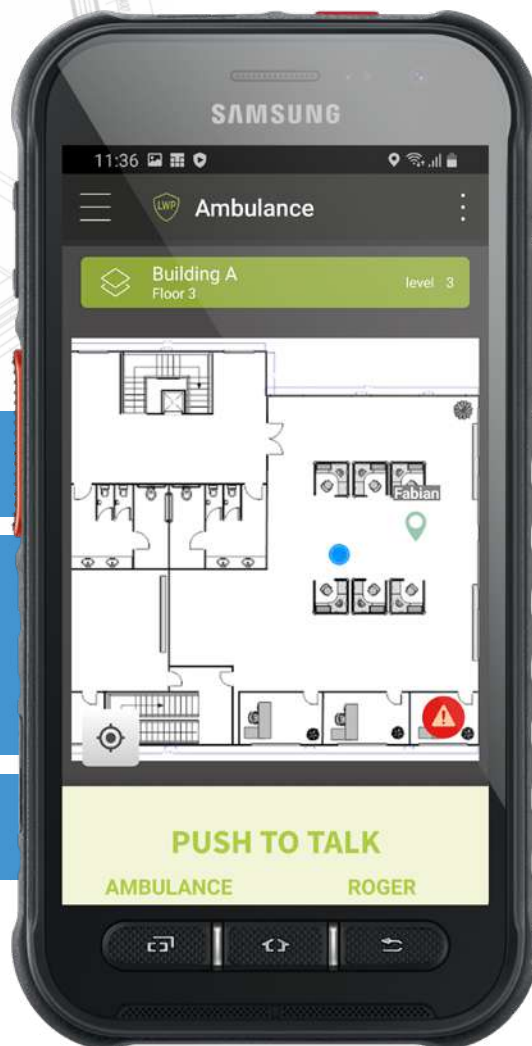 SAMSUNG
11:36
LWP Ambulance
Building A
Floor 3
level 3
Fabian
PUSH TO TALK
AMBULANCE ROGER